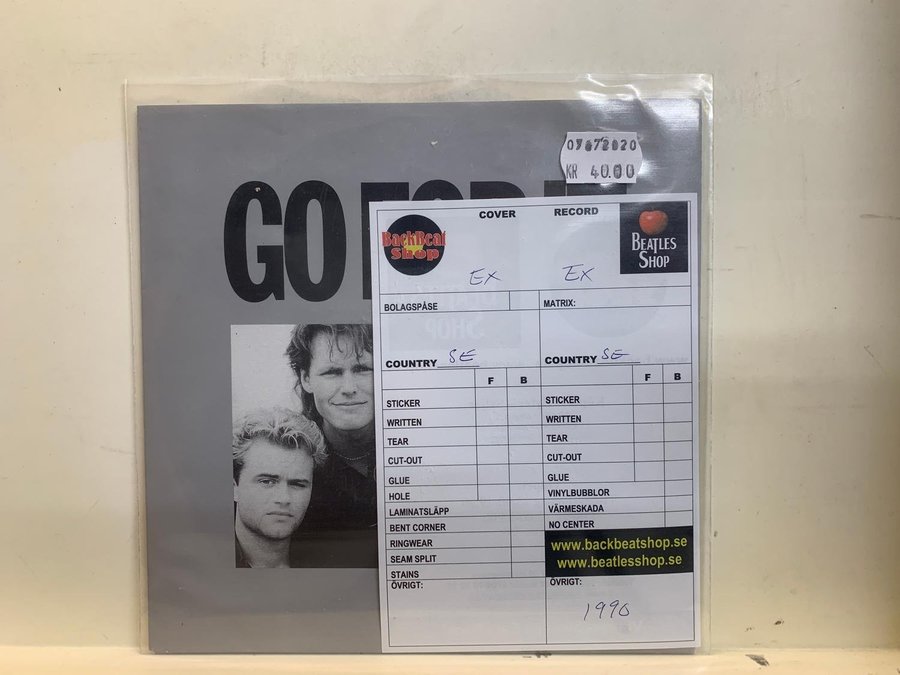 03072020
KR 40.00
GO
COVER
RECORD
BackBeat
Shop
BEATLES
SHOP
EX
EX
BOLAGSPÅSE
MATRIX:
COUNTRY SE
COUNTRY SE
F B
F B
STICKER
WRITTEN
TEAR
CUT-OUT
GLUE
HOLE
LAMINATSLÄPP
BENT CORNER
RINGWEAR
SEAM SPLIT
STAINS
ÖVRIGT:
STICKER
WRITTEN
TEAR
CUT-OUT
GLUE
VINYLBUBBLOR
VÄRMESKADA
NO CENTER
www.backbeatshop.se
www.beatlesshop.se
ÖVRIGT:
1990